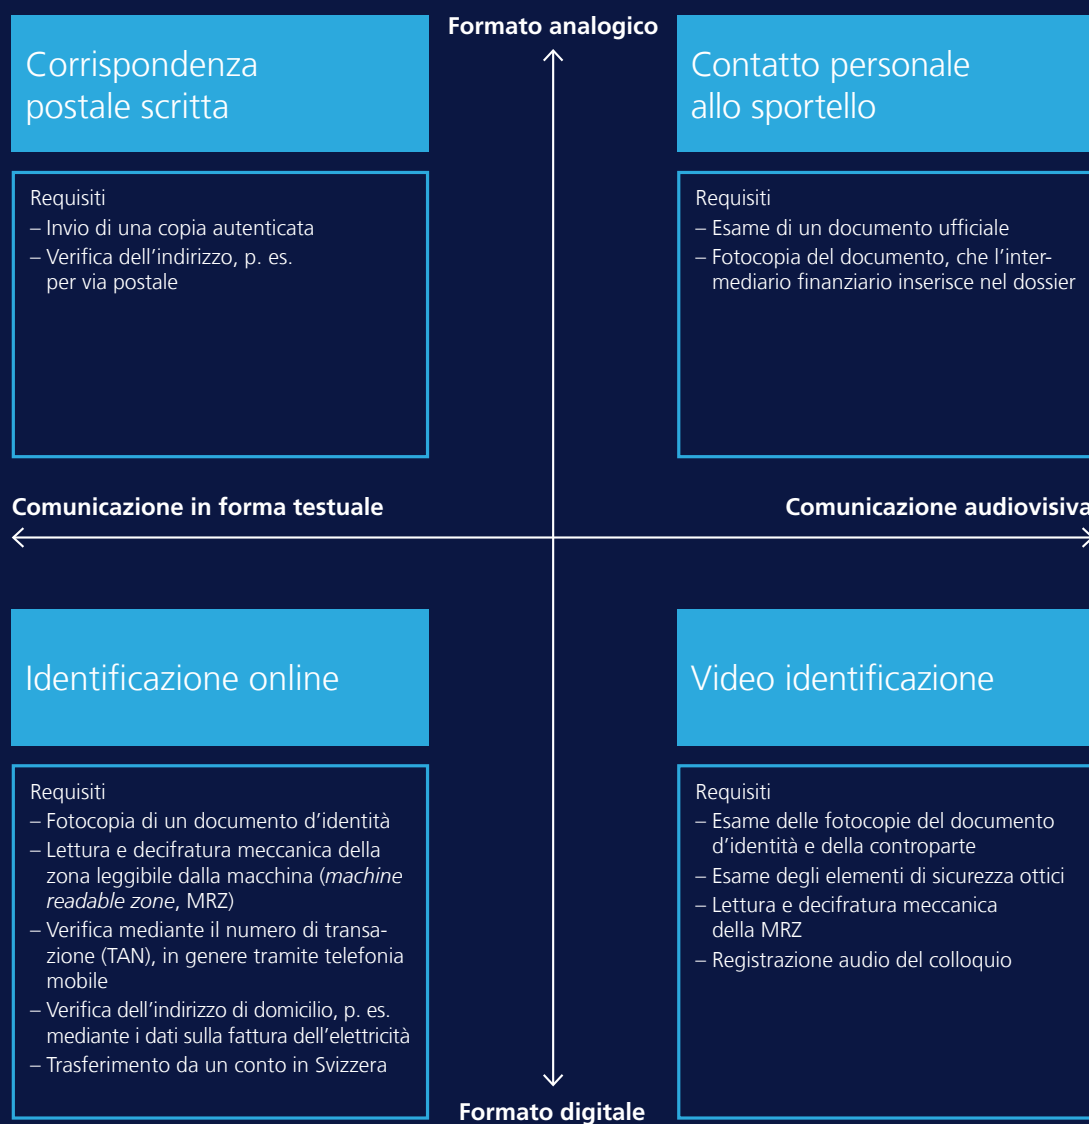 Formato analogico
Corrispondenza
postale scritta
Requisiti
– Invio di una copia autenticata
– Verifica dell’indirizzo, p. es.
per via postale
Contatto personale
allo sportello
Requisiti
– Esame di un documento ufficiale
– Fotocopia del documento, che l’inter-
mediario finanziario inserisce nel dossier
Comunicazione in forma testuale
Comunicazione audiovisiva
Identificazione online
Requisiti
– Fotocopia di un documento d’identità
– Lettura e decifratura meccanica della
zona leggibile dalla macchina (machine
readable zone, MRZ)
– Verifica mediante il numero di transa-
zione (TAN), in genere tramite telefonia
mobile
– Verifica dell’indirizzo di domicilio, p. es.
mediante i dati sulla fattura dell’elettricità
– Trasferimento da un conto in Svizzera
Video identificazione
Requisiti
– Esame delle fotocopie del documento
d’identità e della controparte
– Esame degli elementi di sicurezza ottici
– Lettura e decifratura meccanica
della MRZ
– Registrazione audio del colloquio
Formato digitale